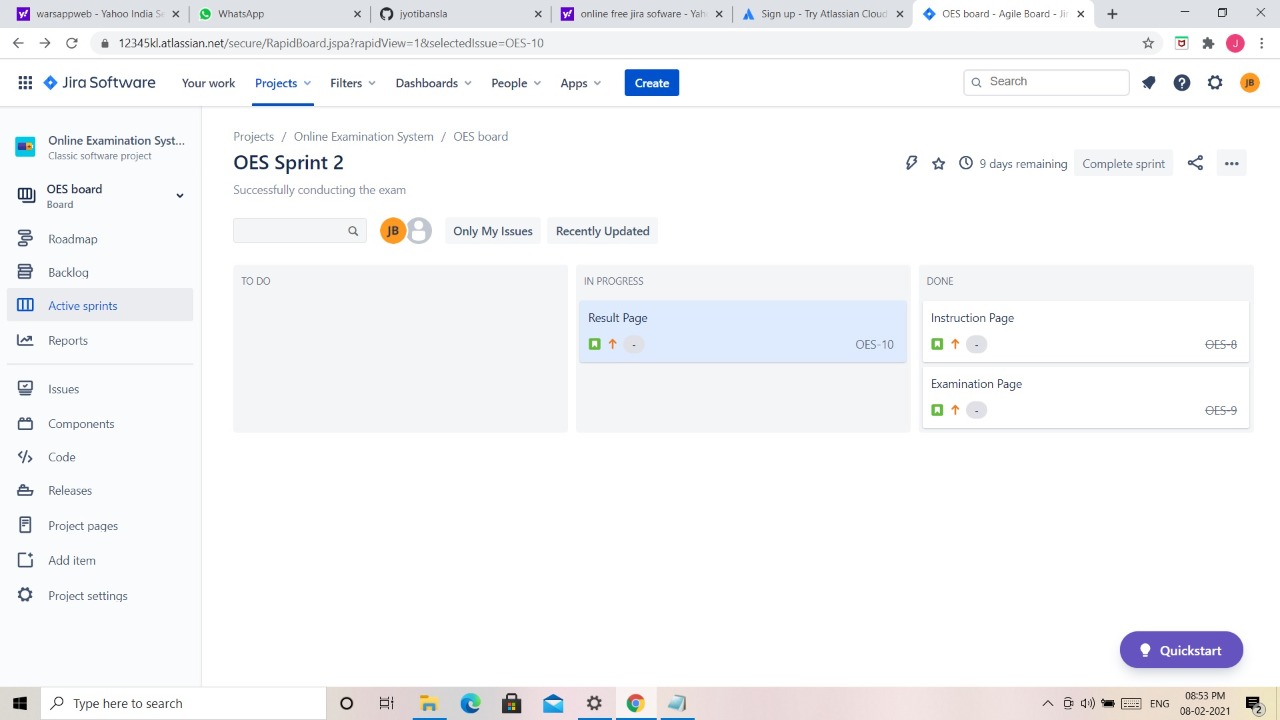 warsappweb - Yahoo India Se
WhatsApp
jyotibansla
online free jira sofware - Yaho
Sign up - Try Atlassian Cloud
OES board - Agile Board - Jir
12345kl.atlassian.net/secure/RapidBoard.jspa?rapidView=1&selectedIssue=OES-10
J
Jira Software
Your work
Projects
Filters
Dashboards
People
Apps
Create
Search
JB
Online Examination Syst...
Classic software project
OES board
Board
Roadmap
Backlog
Active sprints
Reports
Issues
Components
Code
Releases
Project pages
Add item
Project settings
Projects / Online Examination System / OES board
OES Sprint 2
9 days remaining
Complete sprint
Successfully conducting the exam
JB
Only My Issues
Recently Updated
TO DO
IN PROGRESS
Result Page
-
OES-10
DONE
Instruction Page
-
OES-8
Examination Page
-
OES-9
Quickstart
Type here to search
ENG
08:53 PM
08-02-2021
2